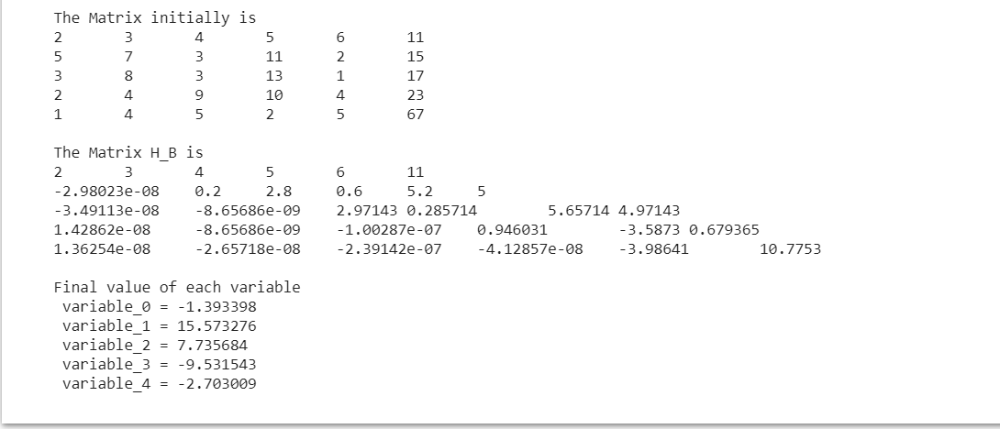 The Matrix initially is
2 3 4 5 6 11
5 7 3 11 2 15
3 8 3 13 1 17
2 4 9 10 4 23
1 4 5 2 5 67
The Matrix H_B is
2 3 4 5 6 11
-2.98023e-08 0.2 2.8 0.6 5.2 5
-3.49113e-08 -8.65686e-09 2.97143 0.285714 5.65714 4.97143
1.42862e-08 -8.65686e-09 -1.00287e-07 0.946031 -3.5873 0.679365
1.36254e-08 -2.65718e-08 -2.39142e-07 -4.12857e-08 -3.98641 10.7753
Final value of each variable
variable_0 = -1.393398
variable_1 = 15.573276
variable_2 = 7.735684
variable_3 = -9.531543
variable_4 = -2.703009